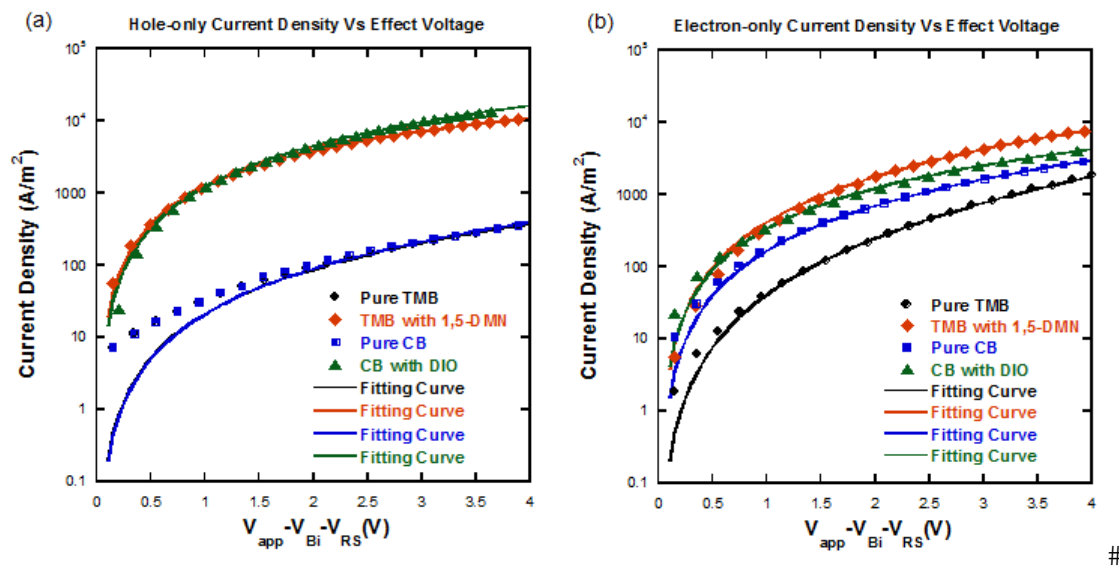 (a)
Hole-only Current Density Vs Effect Voltage
Current Density (A/m²)
10⁵
10⁴
1000
100
10
1
0.1
Pure TMB
TMB with 1,5-DMN
Pure CB
CB with DIO
Fitting Curve
Fitting Curve
Fitting Curve
Fitting Curve
0 0.5 1 1.5 2 2.5 3 3.5 4
V_app-V_Bi-V_RS(V)
(b)
Electron-only Current Density Vs Effect Voltage
Current Density (A/m²)
10⁵
10⁴
1000
100
10
1
0.1
Pure TMB
TMB with 1,5-DMN
Pure CB
CB with DIO
Fitting Curve
Fitting Curve
Fitting Curve
Fitting Curve
0 0.5 1 1.5 2 2.5 3 3.5 4
V_app-V_Bi-V_RS(V)
#